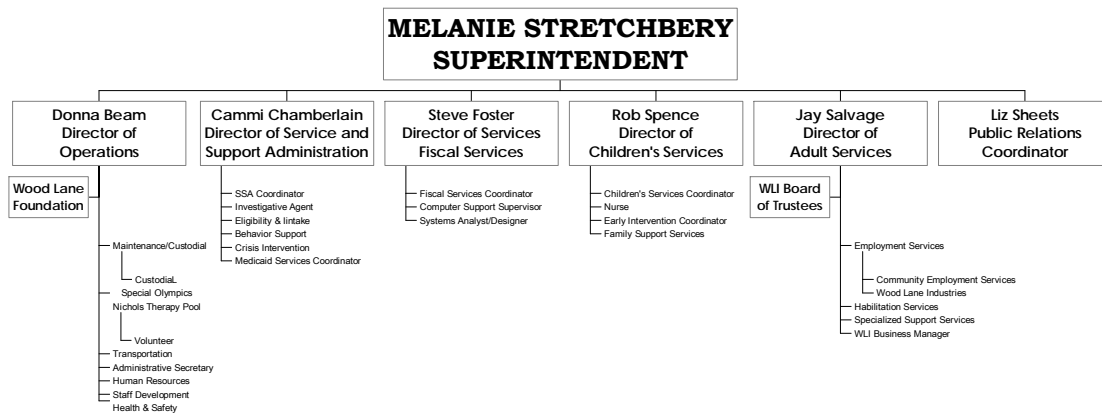 MELANIE STRETCHBERY
SUPERINTENDENT
Donna Beam
Director of
Operations
Wood Lane
Foundation
Maintenance/Custodial
CustodiaL
Special Olympics
Nichols Therapy Pool
Volunteer
Transportation
Administrative Secretary
Human Resources
Staff Development
Health & Safety
Cammi Chamberlain
Director of Service and
Support Administration
SSA Coordinator
Investigative Agent
Eligibility & Iintake
Behavior Support
Crisis Intervention
Medicaid Services Coordinator
Steve Foster
Director of Services
Fiscal Services
Fiscal Services Coordinator
Computer Support Supervisor
Systems Analyst/Designer
Rob Spence
Director of
Children's Services
Children's Services Coordinator
Nurse
Early Intervention Coordinator
Family Support Services
Jay Salvage
Director of
Adult Services
WLI Board
of Trustees
Employment Services
Community Employment Services
Wood Lane Industries
Habilitation Services
Specialized Support Services
WLI Business Manager
Liz Sheets
Public Relations
Coordinator